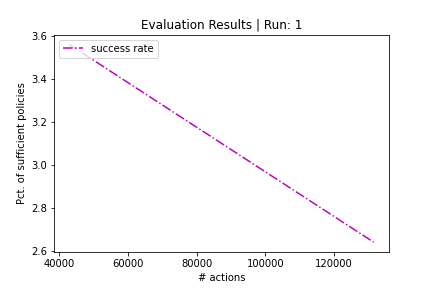 Evaluation Results | Run: 1
success rate
Pct. of sufficient policies
3.6
3.4
3.2
3.0
2.8
2.6
40000 60000 80000 100000 120000
# actions